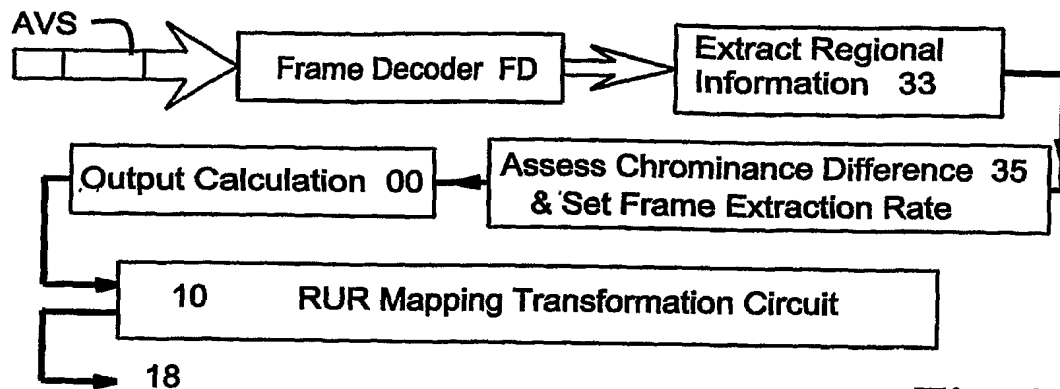 AVS
Frame Decoder FD
Extract Regional
Information 33
Output Calculation 00
Assess Chrominance Difference 35
& Set Frame Extraction Rate
10 RUR Mapping Transformation Circuit
18